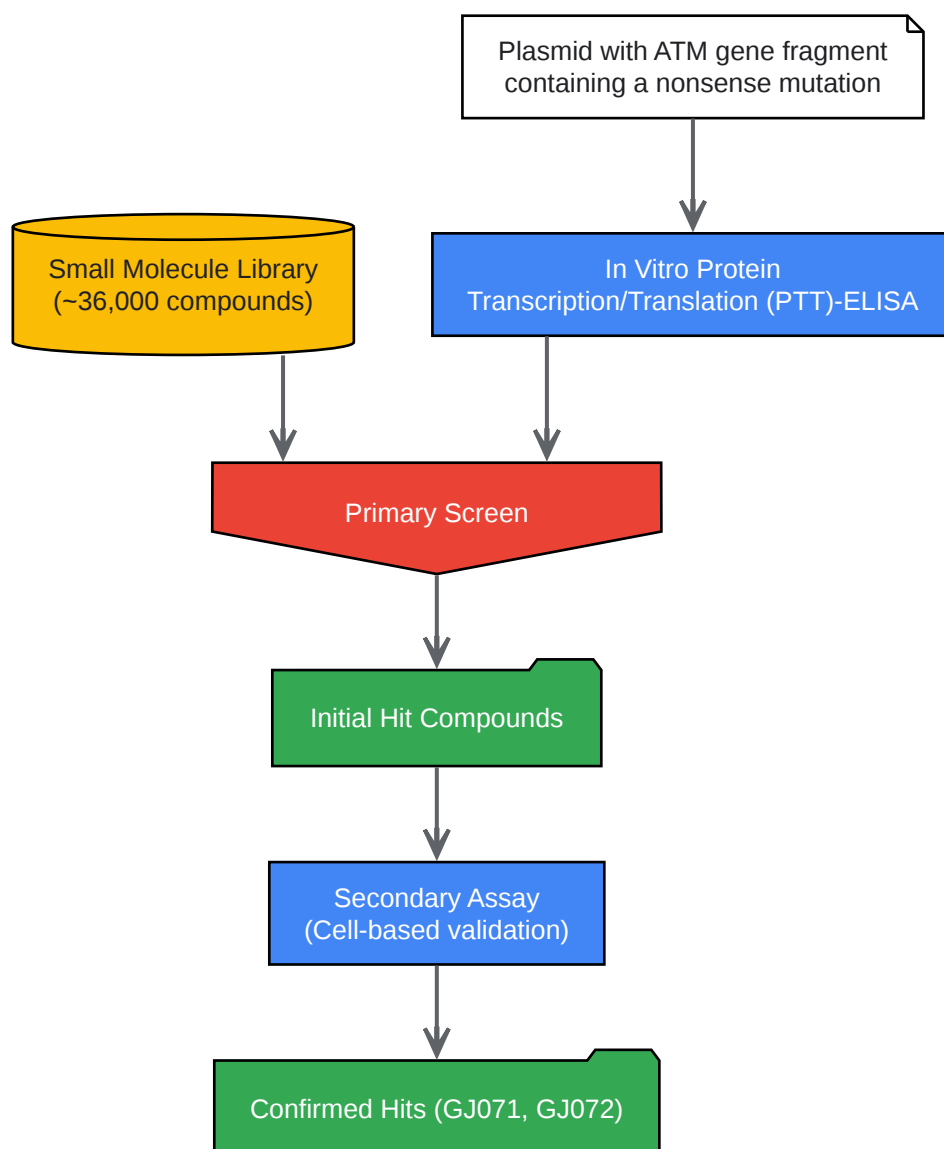 Plasmid with ATM gene fragment
containing a nonsense mutation
Small Molecule Library
(~36,000 compounds)
In Vitro Protein
Transcription/Translation (PTT)-ELISA
Primary Screen
Initial Hit Compounds
Secondary Assay
(Cell-based validation)
Confirmed Hits (GJ071, GJ072)